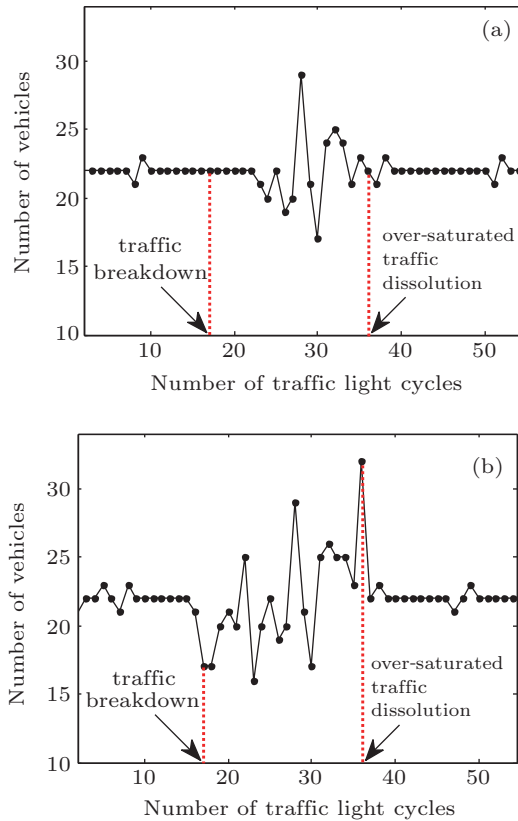 (a)
Number of vehicles
30
25
20
15
10
traffic
breakdown
over-saturated
traffic
dissolution
10 20 30 40 50
Number of traffic light cycles
(b)
Number of vehicles
30
25
20
15
10
traffic
breakdown
over-saturated
traffic
dissolution
10 20 30 40 50
Number of traffic light cycles